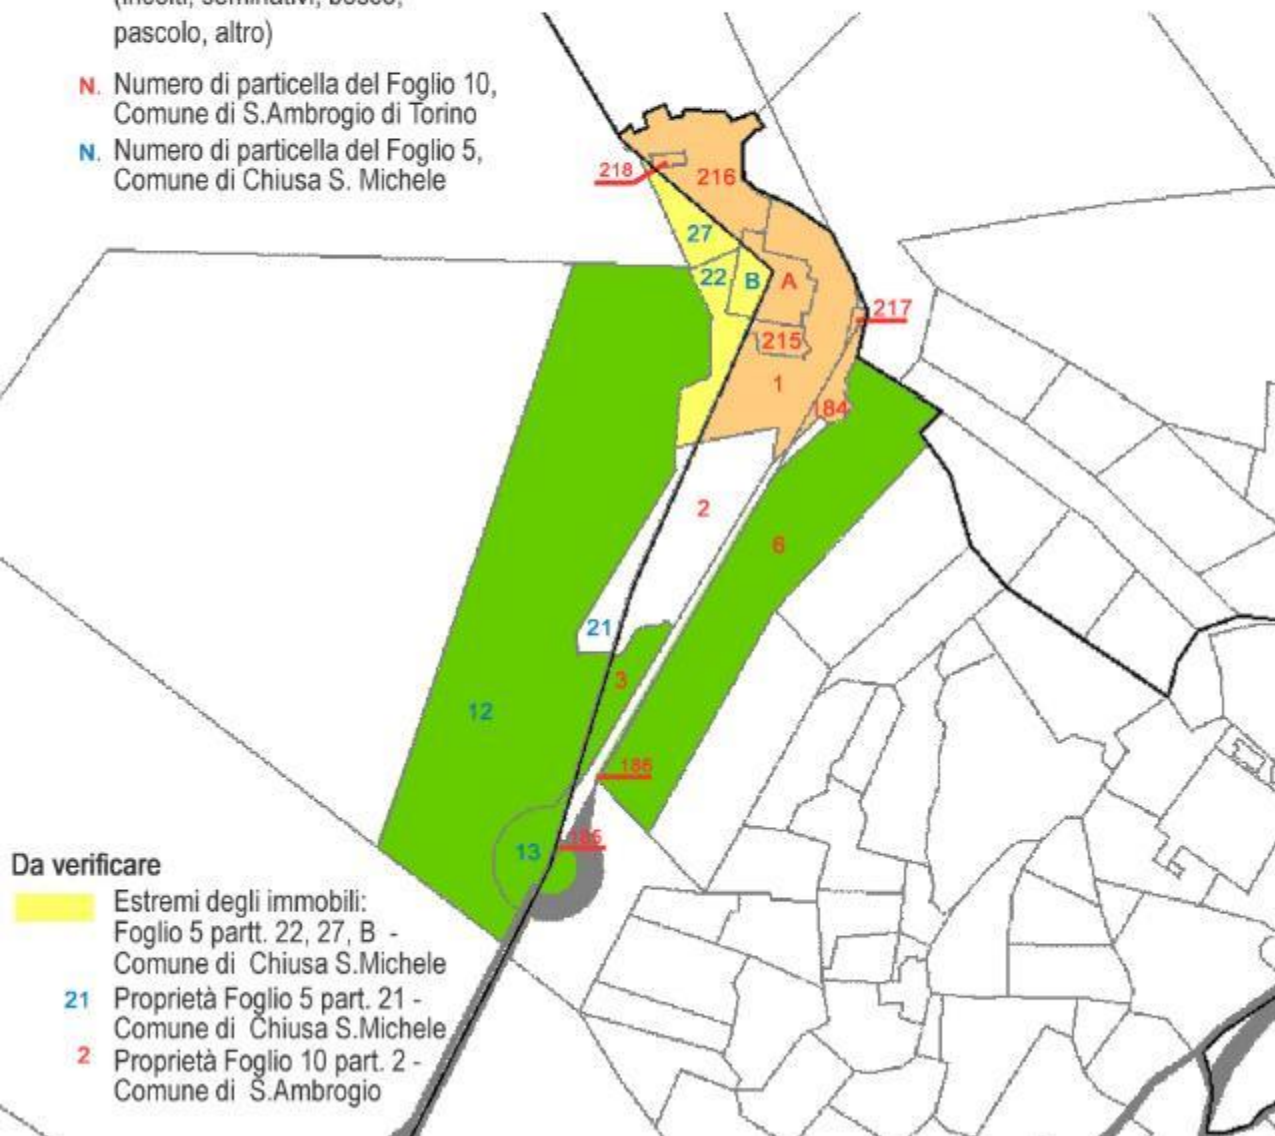 pascolo, altro)
N. Numero di particella del Foglio 10,
Comune di S.Ambrogio di Torino
N. Numero di particella del Foglio 5,
Comune di Chiusa S. Michele
218
216
27
22
B
A
217
215
1
184
2
6
21
3
12
186
185
13
Da verificare
Estremi degli immobili:
Foglio 5 partt. 22, 27, B -
Comune di Chiusa S.Michele
21 Proprietà Foglio 5 part. 21 -
Comune di Chiusa S.Michele
2 Proprietà Foglio 10 part. 2 -
Comune di S.Ambrogio